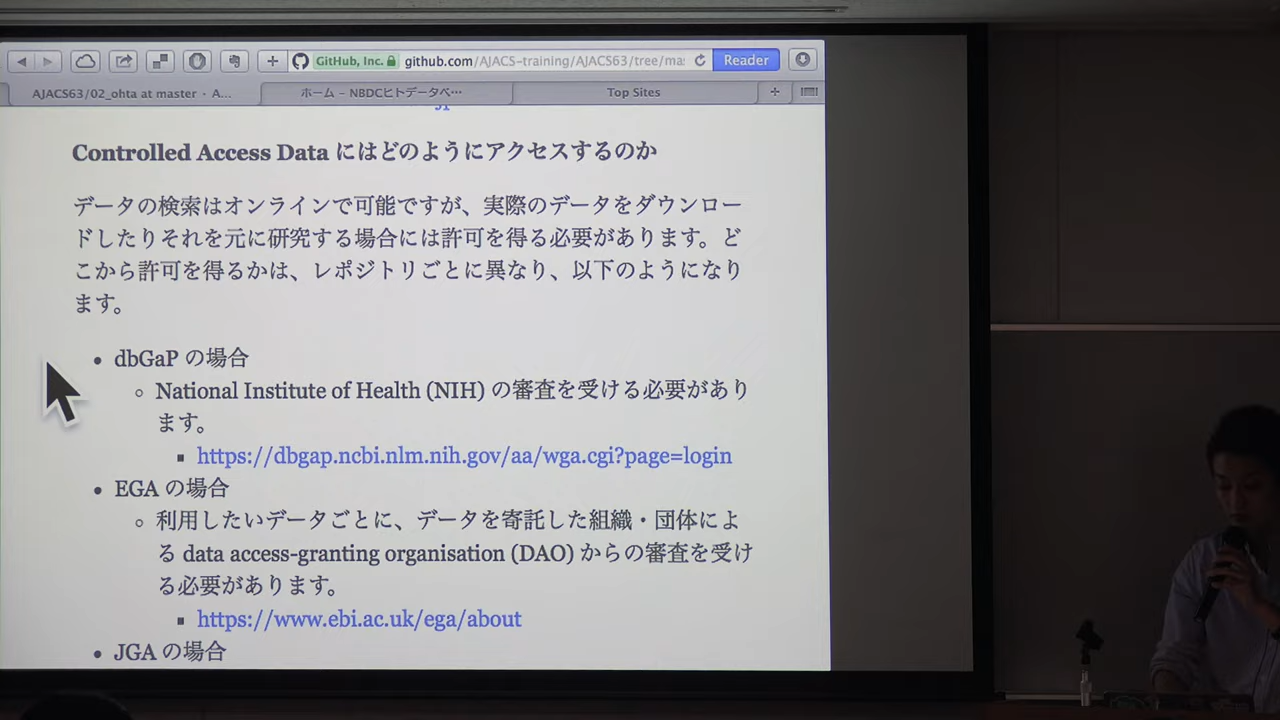 GitHub, Inc. github.com/AJACS-training/AJACS63/tree/ma Reader
AJACS63/02_ohta at master · A... ホーム – NBDCヒトデータベ… Top Sites
Controlled Access Data にはどのようにアクセスするのか
データの検索はオンラインで可能ですが、実際のデータをダウンロー
ドしたりそれを元に研究する場合には許可を得る必要があります。ど
こから許可を得るかは、レポジトリごとに異なり、以下のようになり
ます。
• dbGaP の場合
◦ National Institute of Health (NIH) の審査を受ける必要があり
ます。
▪ https://dbgap.ncbi.nlm.nih.gov/aa/wga.cgi?page=login
• EGA の場合
◦ 利用したいデータごとに、データを寄託した組織・団体によ
る data access-granting organisation (DAO) からの審査を受け
る必要があります。
▪ https://www.ebi.ac.uk/ega/about
• JGA の場合